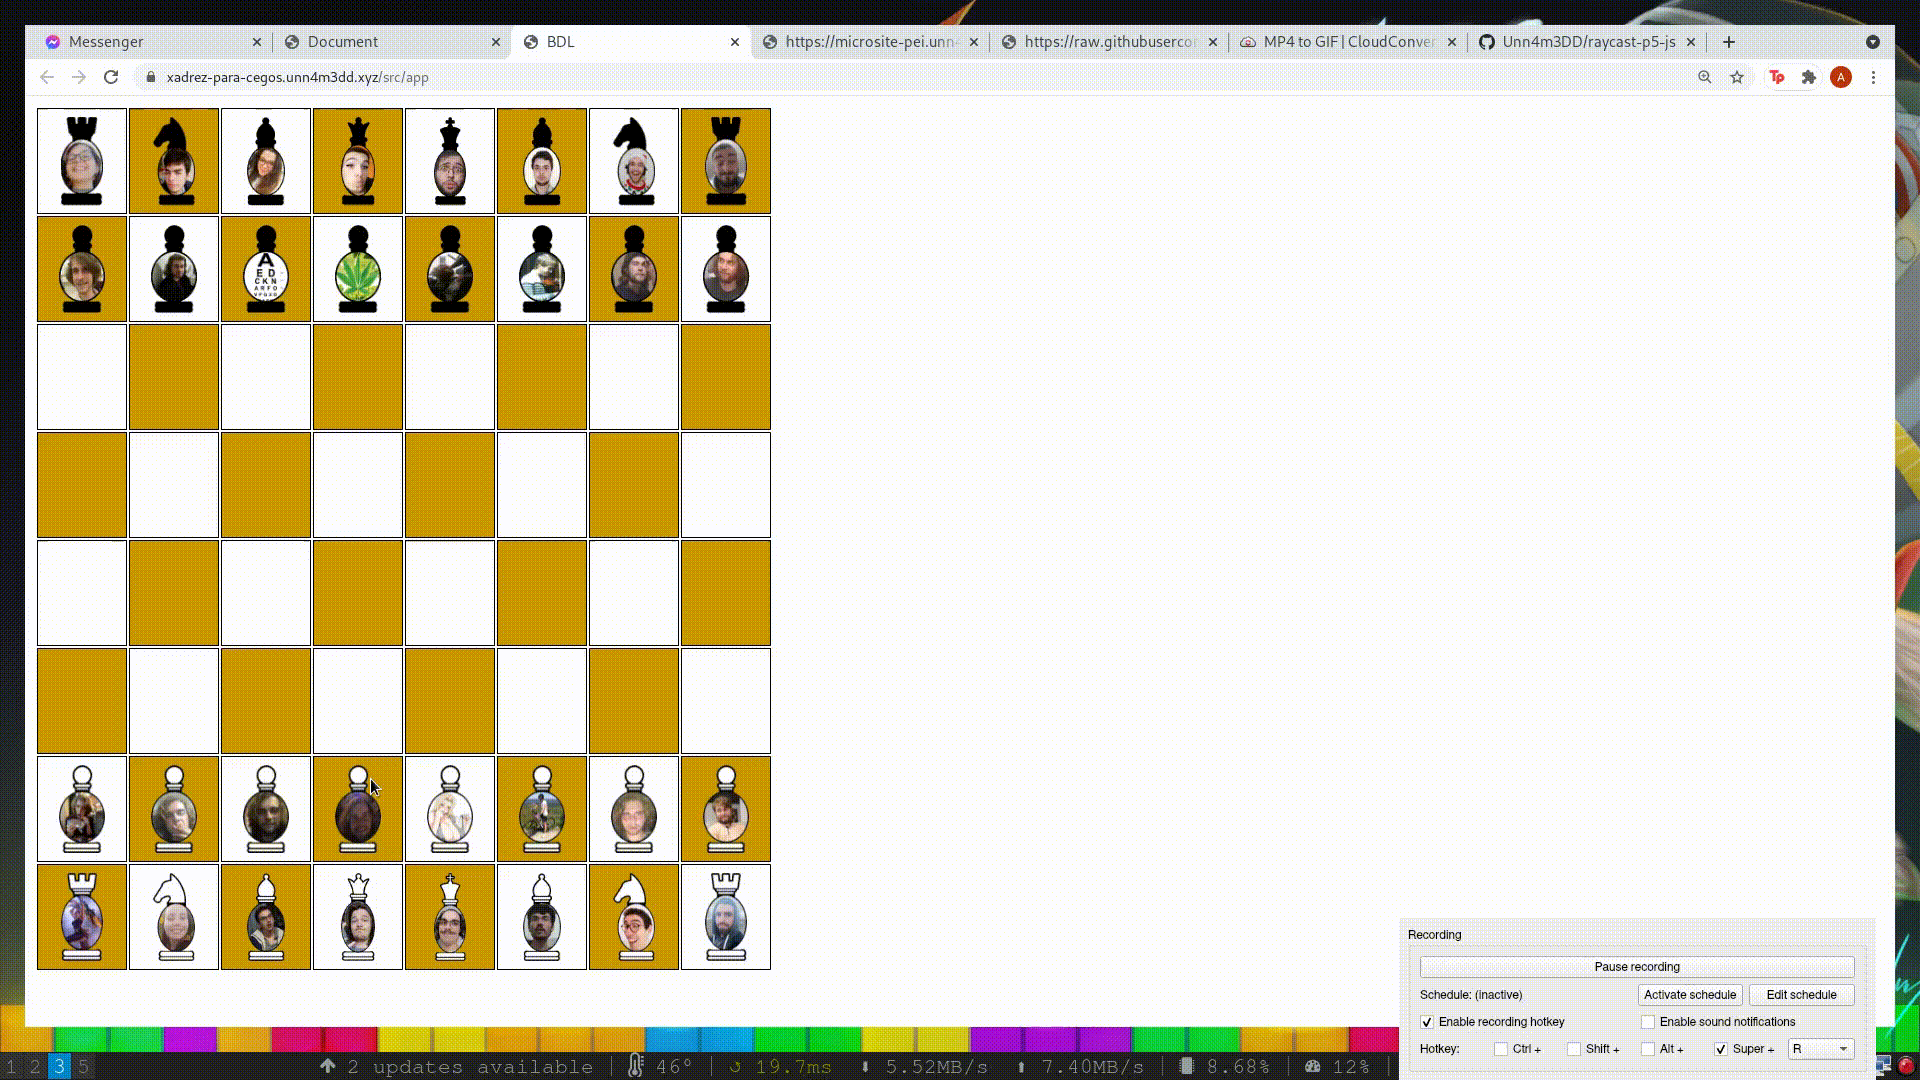 Messenger
Document
BDL
https://microsite-pei.unn4
https://raw.githubusercor
MP4 to GIF | CloudConver
Unn4m3DD/raycast-p5-js
xadrez-para-cegos.unn4m3dd.xyz/src/app
Tp
A
A
E D
C K N
A R F O
V P G Z D
Recording
Pause recording
Schedule: (inactive)
Activate schedule
Edit schedule
Enable recording hotkey
Enable sound notifications
Hotkey:
Ctrl +
Shift +
Alt +
Super +
R
1 2 3 5
2 updates available
46°
19.7ms
5.52MB/s
7.40MB/s
8.68%
12%